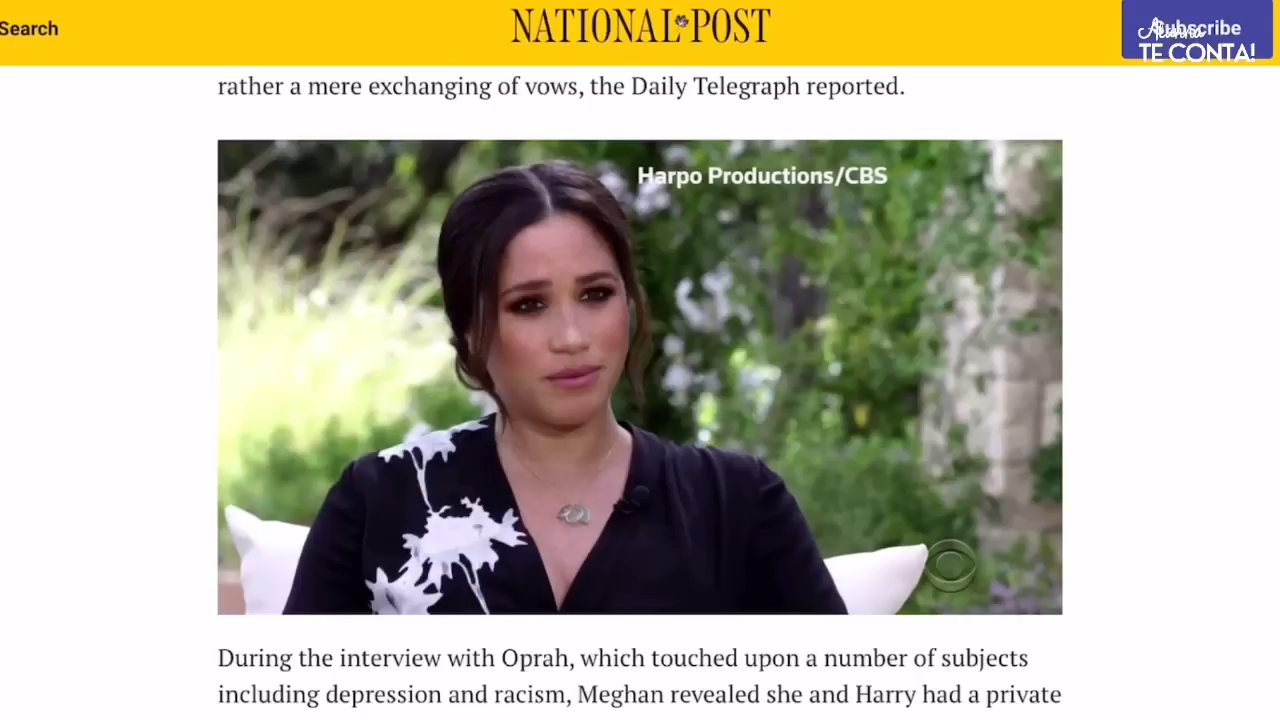 Search
NATIONAL POST
Subscribe
TE CONTA!
rather a mere exchanging of vows, the Daily Telegraph reported.
Harpo Productions/CBS
During the interview with Oprah, which touched upon a number of subjects
including depression and racism, Meghan revealed she and Harry had a private